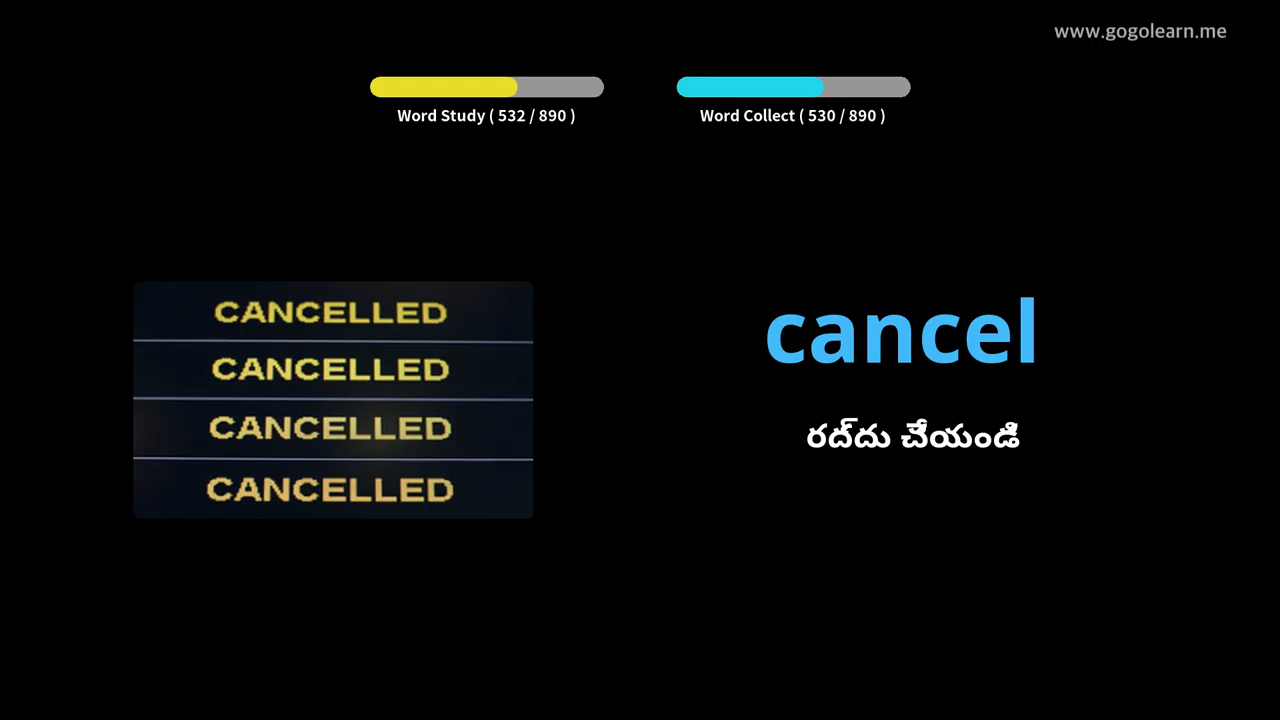 www.gogolearn.me
Word Study ( 532 / 890 )
Word Collect ( 530 / 890 )
CANCELLED
CANCELLED
CANCELLED
CANCELLED
cancel
రద్దు చేయండి